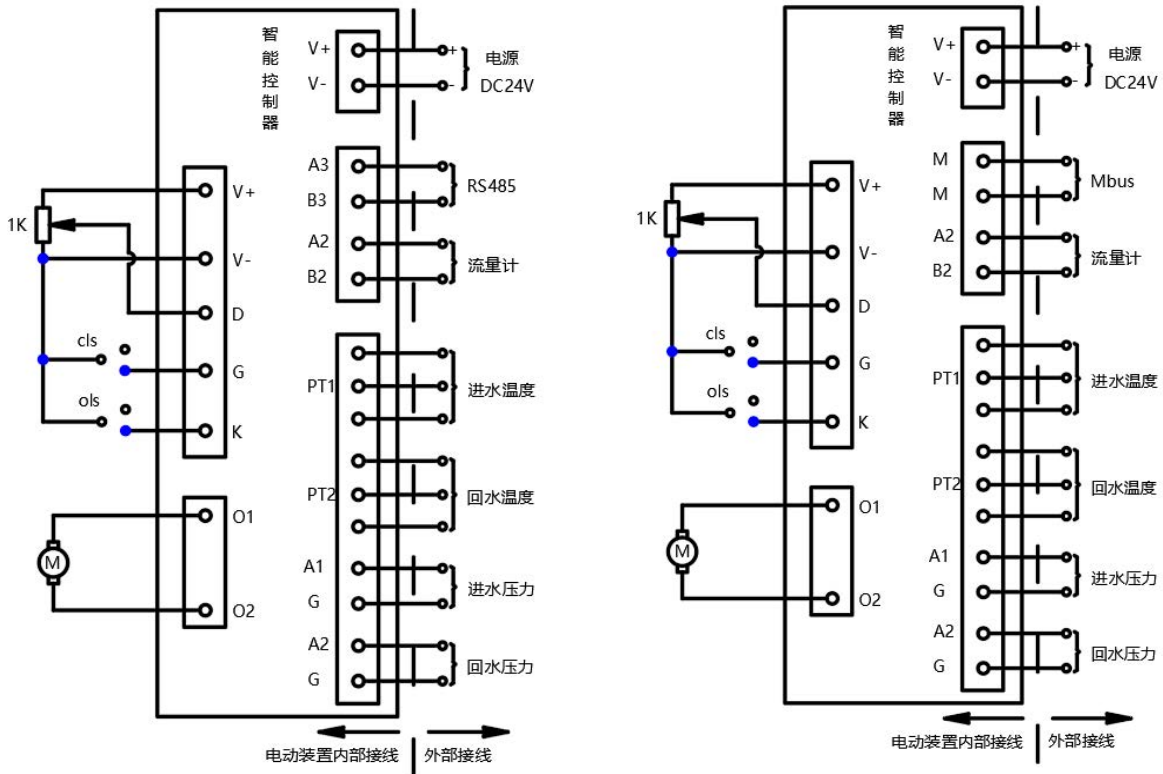 智能控制器
V+
V-
+
-
电源
DC24V
A3
B3
RS485
A2
B2
流量计
V+
1K
V-
D
cls
G
ols
K
PT1
进水温度
PT2
回水温度
O1
M
O2
A1
G
进水压力
A2
G
回水压力
电动装置内部接线
外部接线
智能控制器
V+
V-
+
-
电源
DC24V
M
M
Mbus
A2
B2
流量计
V+
1K
V-
D
cls
G
ols
K
PT1
进水温度
PT2
回水温度
O1
M
O2
A1
G
进水压力
A2
G
回水压力
电动装置内部接线
外部接线